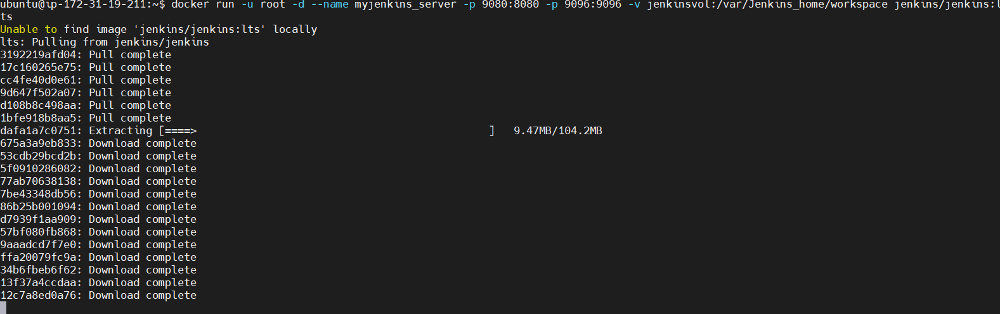 ubuntu@ip-172-31-19-211:~$ docker run -u root -d --name myjenkins_server -p 9080:8080 -p 9096:9096 -v jenkinsvol:/var/Jenkins_home/workspace jenkins/jenkins:l
ts
Unable to find image 'jenkins/jenkins:lts' locally
lts: Pulling from jenkins/jenkins
3192219afd04: Pull complete
17c160265e75: Pull complete
cc4fe40d0e61: Pull complete
9d647f502a07: Pull complete
d108b8c498aa: Pull complete
1bfe918b8aa5: Pull complete
dafa1a7c0751: Extracting [====>                                              ]   9.47MB/104.2MB
675a3a9eb833: Download complete
53cdb29bcd2b: Download complete
5f0910286082: Download complete
77ab70638138: Download complete
7be43348db56: Download complete
86b25b001094: Download complete
d7939f1aa909: Download complete
57bf080fb868: Download complete
9aaadcd7f7e0: Download complete
ffa20079fc9a: Download complete
34b6fbeb6f62: Download complete
13f37a4ccdaa: Download complete
12c7a8ed0a76: Download complete